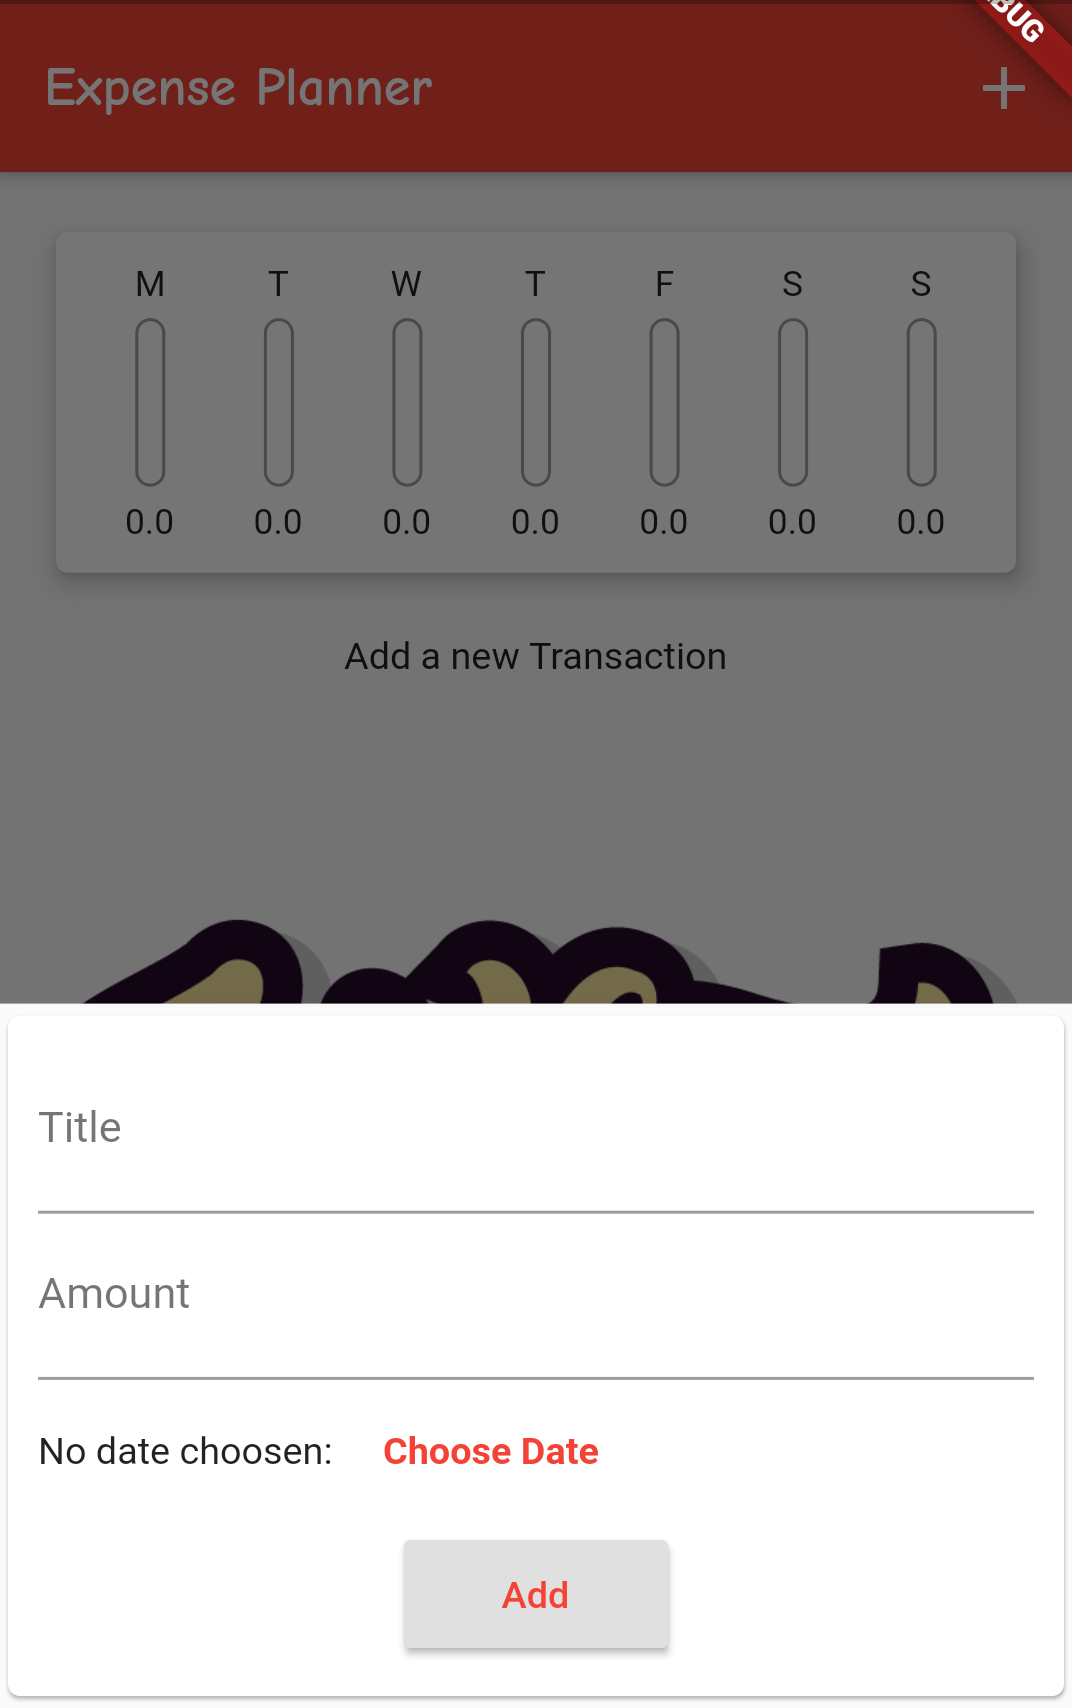 Expense Planner
M T W T F S S
0.0 0.0 0.0 0.0 0.0 0.0 0.0
Add a new Transaction
Title
Amount
No date choosen: Choose Date
Add